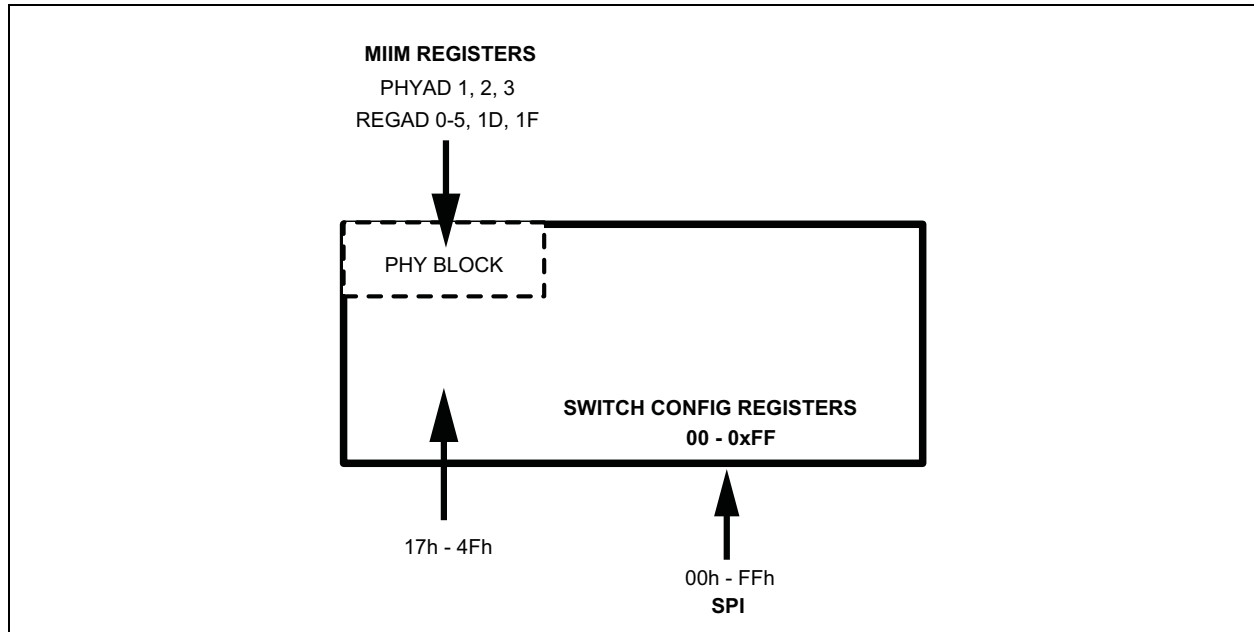 MIIM REGISTERS
PHYAD 1, 2, 3
REGAD 0-5, 1D, 1F
PHY BLOCK
SWITCH CONFIG REGISTERS
00 - 0xFF
17h - 4Fh
00h - FFh
SPI